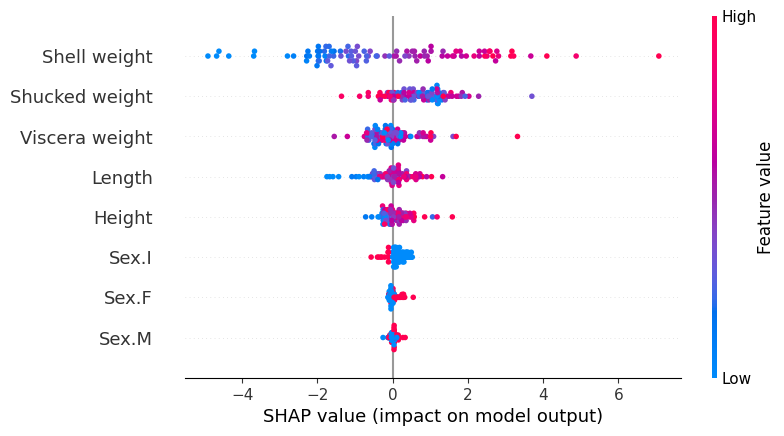 High
Shell weight
Shucked weight
Viscera weight
Length
Height
Sex.I
Sex.F
Sex.M
Feature value
Low
−4 −2 0 2 4 6
SHAP value (impact on model output)